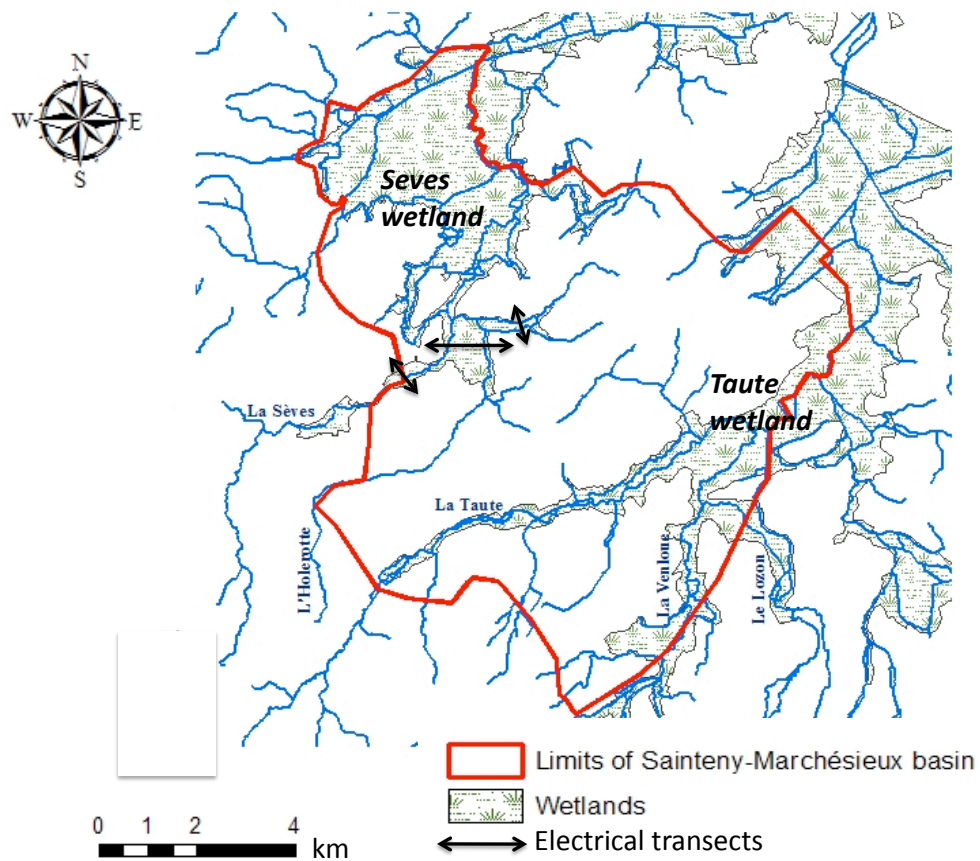 N
W E
S
Seves
wetland
Taute
wetland
La Sèves
La Taute
L'Holerotte
La Venloue
Le Lozon
Limits of Sainteny-Marchésieux basin
Wetlands
Electrical transects
0 1 2 4
km